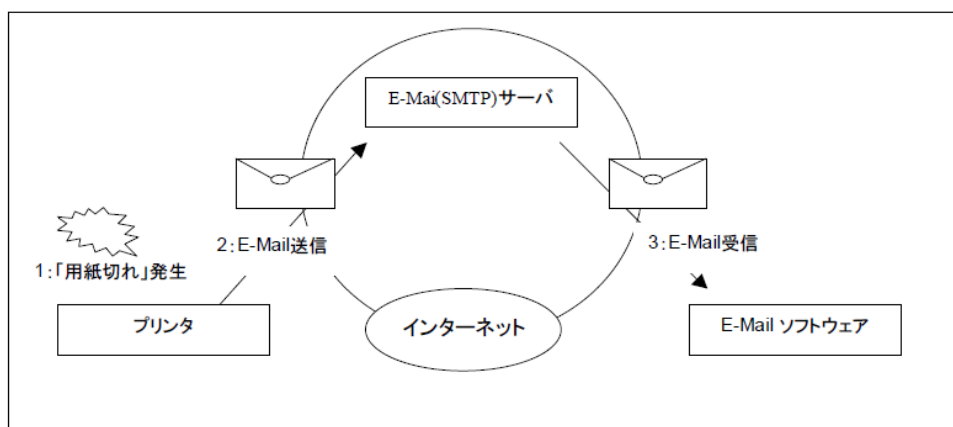 E-Mai(SMTP)サーバ
2：E-Mail送信
3：E-Mail受信
1：「用紙切れ」発生
プリンタ
インターネット
E-Mail ソフトウェア